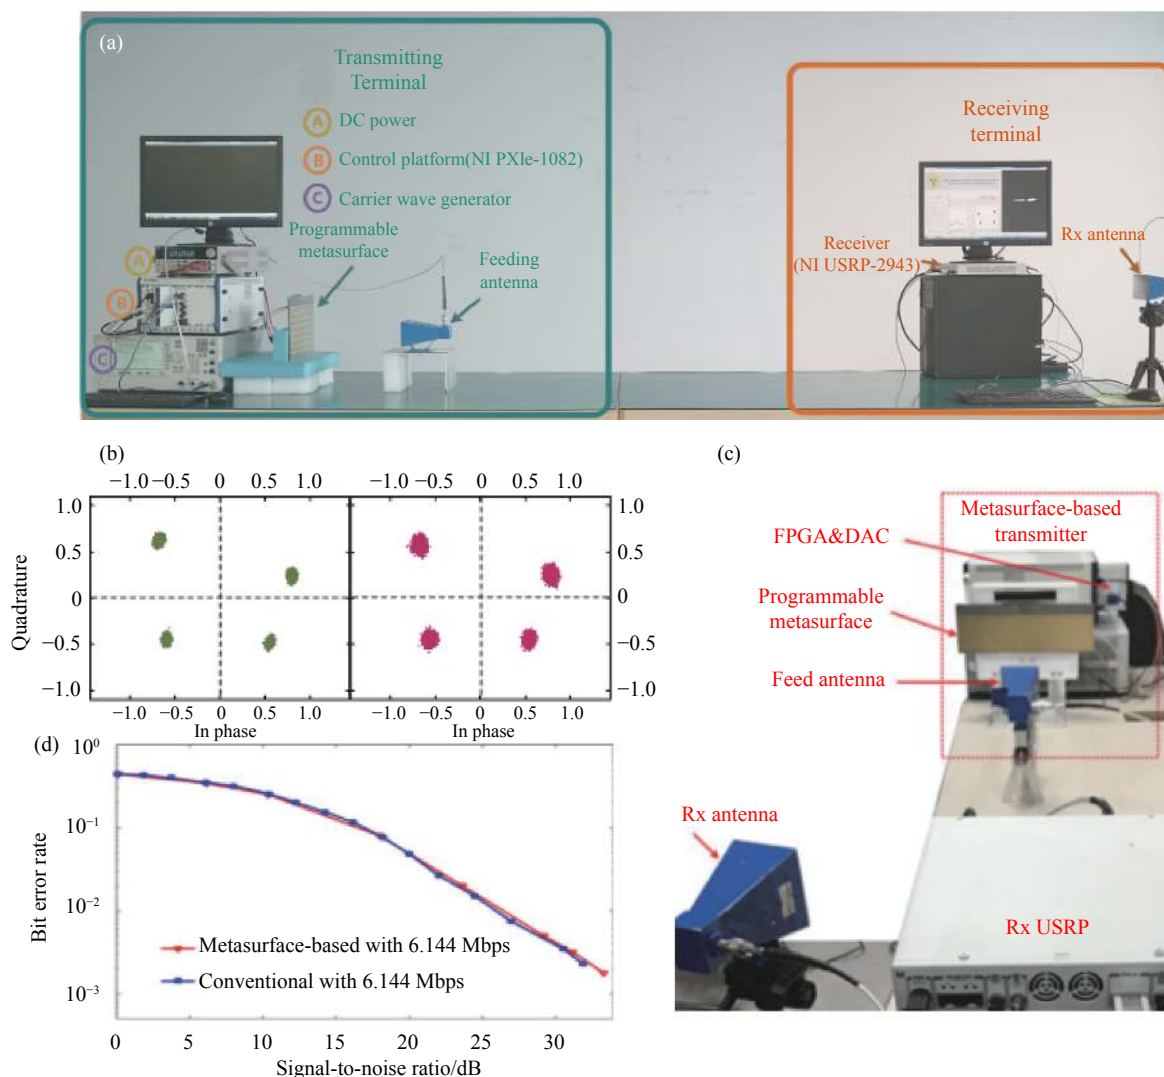 (a)
Transmitting
Terminal
A DC power
B Control platform(NI PXle-1082)
C Carrier wave generator
Programmable
metasurface
Feeding
antenna
A
B
C
Receiving
terminal
Rx antenna
Receiver
(NI USRP-2943)
(b)
−1.0 −0.5 0 0.5 1.0 −1.0 −0.5 0 0.5 1.0
1.0 1.0
0.5 0.5
0 0
−0.5 −0.5
−1.0 −1.0
Quadrature
−1.0 −0.5 0 0.5 1.0 −1.0 −0.5 0 0.5 1.0
In phase In phase
(c)
Metasurface-based
transmitter
FPGA&DAC
Programmable
metasurface
Feed antenna
Rx antenna
Rx USRP
(d)
10⁰
10⁻¹
10⁻²
10⁻³
Bit error rate
Metasurface-based with 6.144 Mbps
Conventional with 6.144 Mbps
0 5 10 15 20 25 30
Signal-to-noise ratio/dB